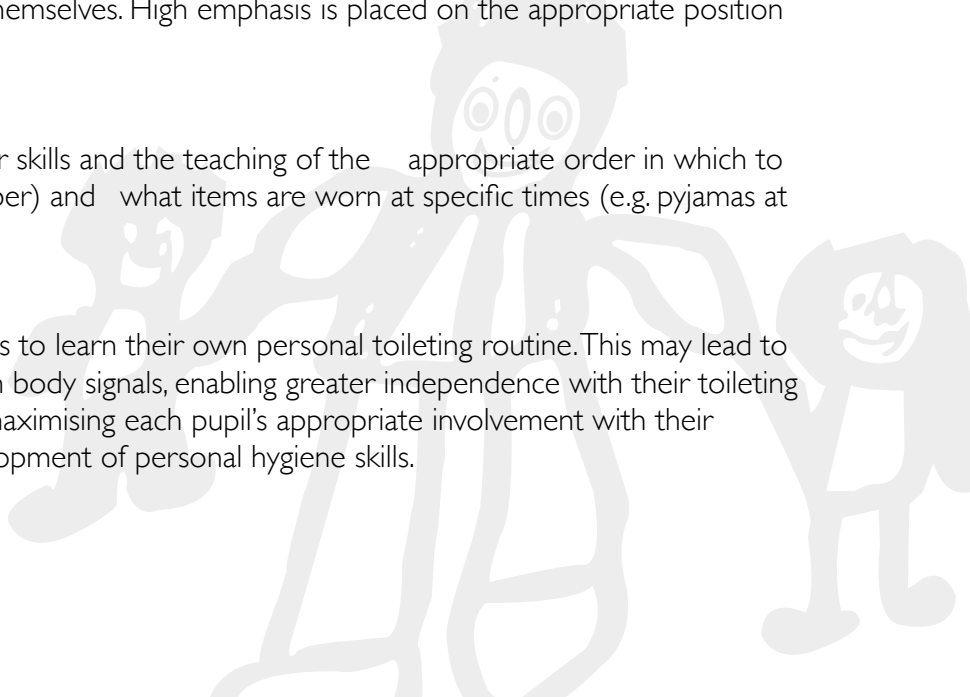 hemselves. High emphasis is placed on the appropriate position
r skills and the teaching of the appropriate order in which to
per) and what items are worn at specific times (e.g. pyjamas at
s to learn their own personal toileting routine. This may lead to
n body signals, enabling greater independence with their toileting
naximising each pupil's appropriate involvement with their
opment of personal hygiene skills.